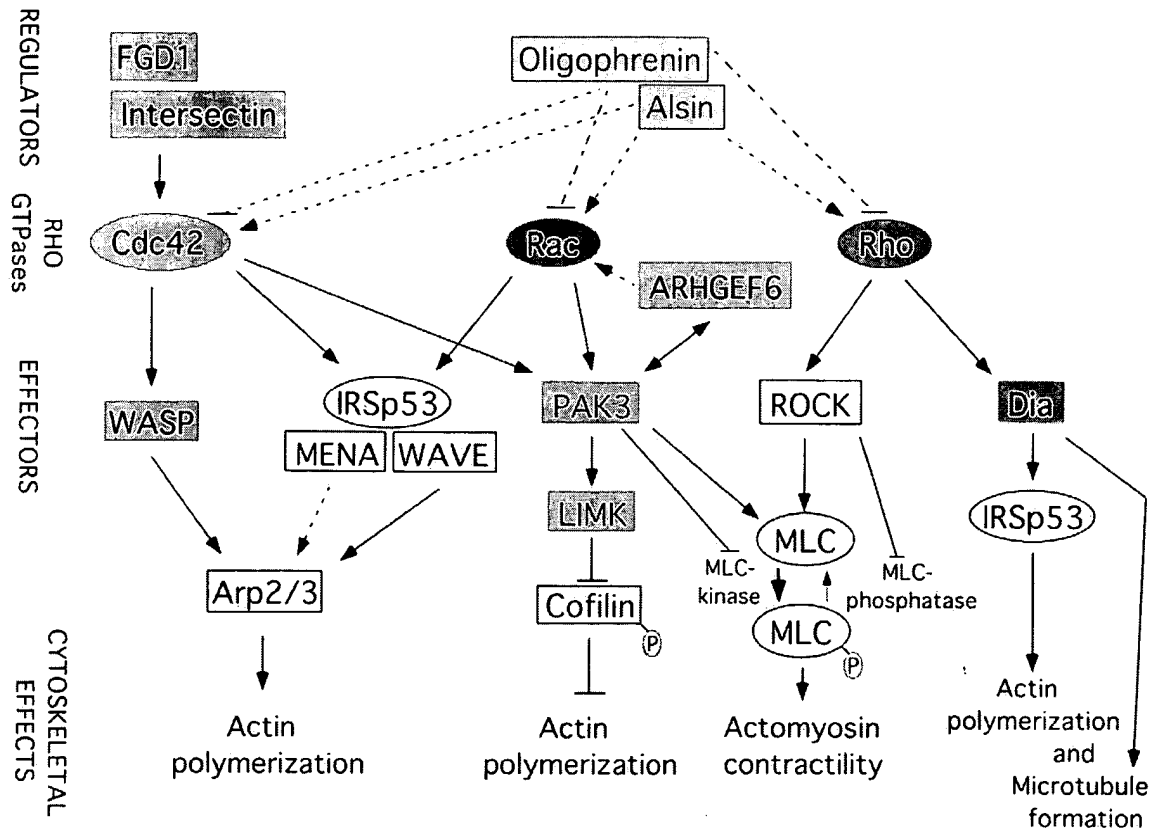 REGULATORS
FGD1
Intersectin
Oligophrenin
Alsin
RHO
GTPases
Cdc42
Rac
Rho
ARHGEF6
EFFECTORS
WASP
IRSp53
MENA
WAVE
PAK3
ROCK
Dia
LIMK
IRSp53
MLC
MLC-
kinase
MLC-
phosphatase
Arp2/3
Cofilin
P
MLC
P
CYTOSKELETAL
EFFECTS
Actin
polymerization
Actin
polymerization
Actomyosin
contractility
Actin
polymerization
and
Microtubule
formation